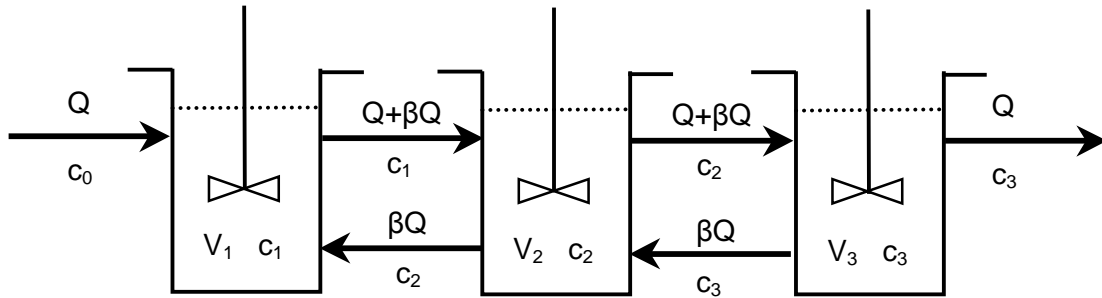 Q
c₀
Q+βQ
c₁
βQ
c₂
Q+βQ
c₂
βQ
c₃
Q
c₃
V₁ c₁
V₂ c₂
V₃ c₃